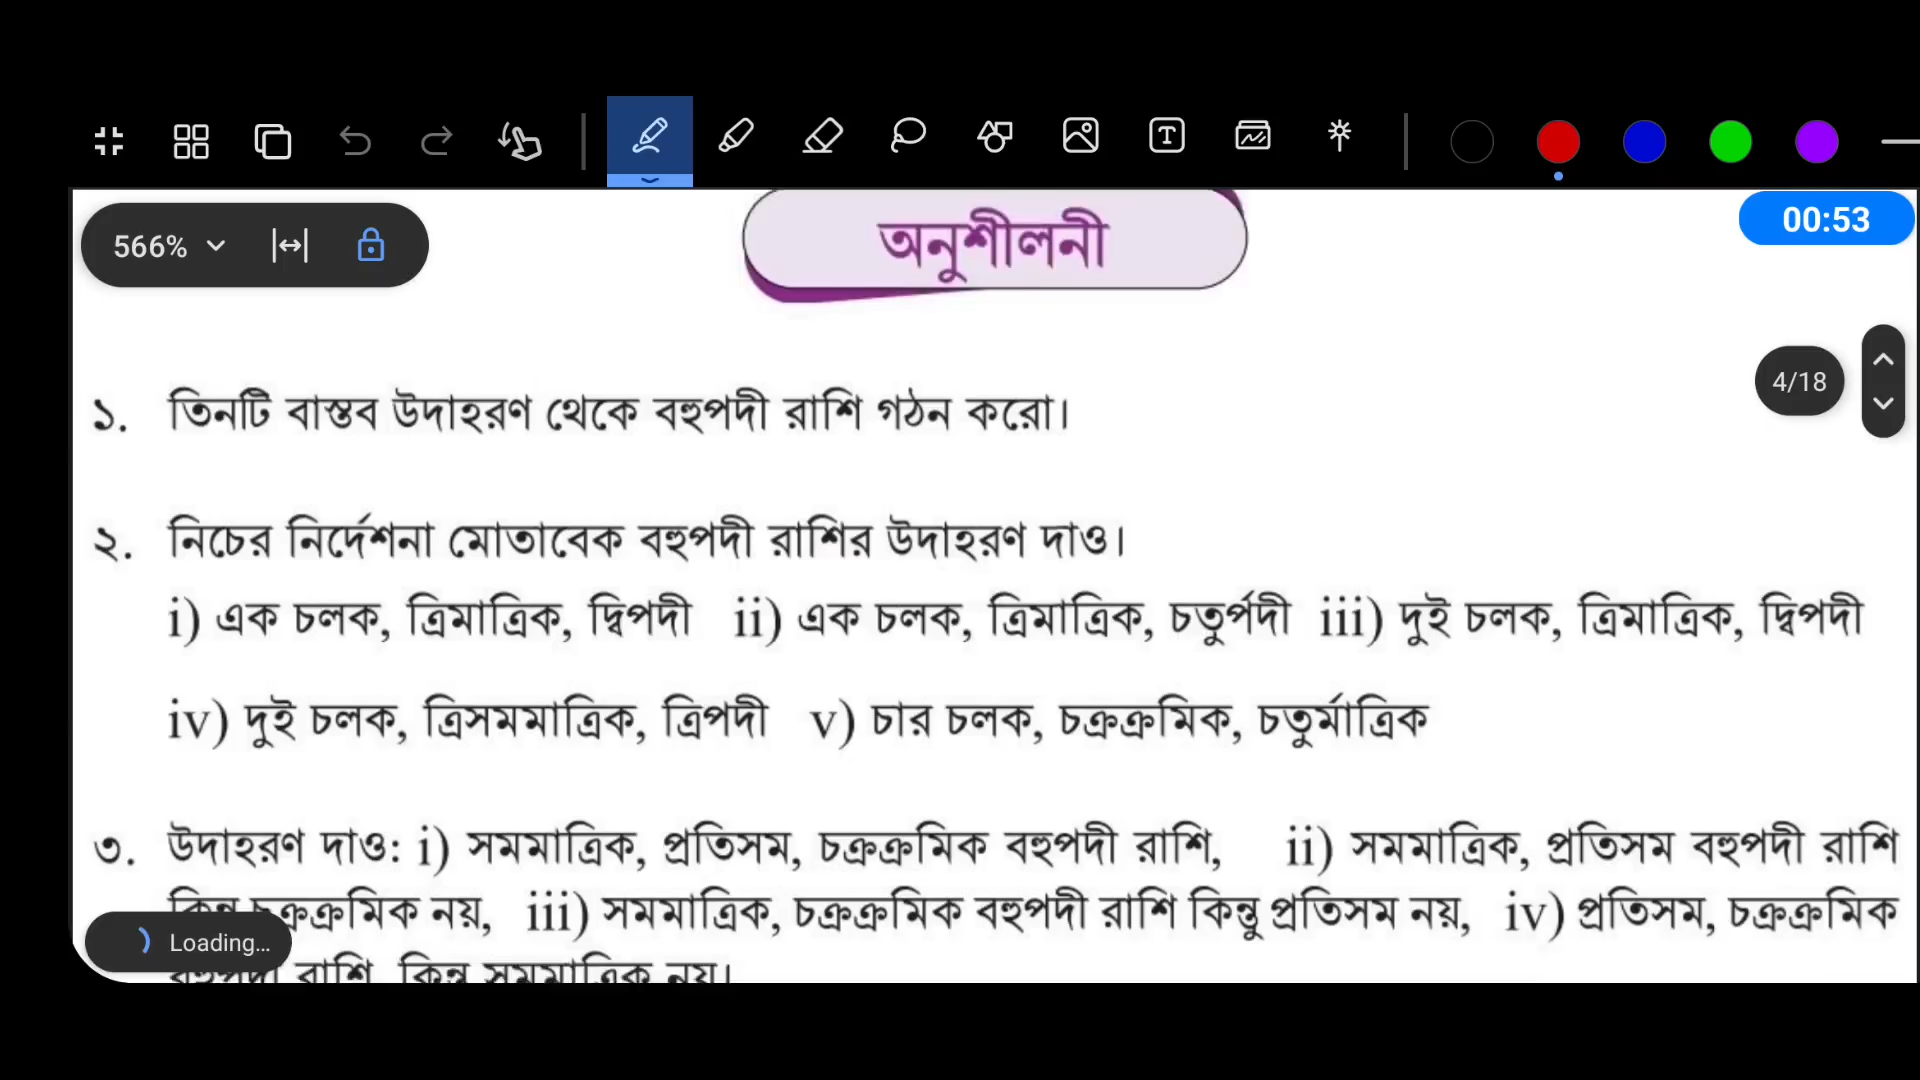 566%
00:53
অনুশীলনী
4/18
১. তিনটি বাস্তব উদাহরণ থেকে বহুপদী রাশি গঠন করো।
২. নিচের নির্দেশনা মোতাবেক বহুপদী রাশির উদাহরণ দাও।
i) এক চলক, ত্রিমাত্রিক, দ্বিপদী ii) এক চলক, ত্রিমাত্রিক, চতুর্পদী iii) দুই চলক, ত্রিমাত্রিক, দ্বিপদী
iv) দুই চলক, ত্রিসমমাত্রিক, ত্রিপদী v) চার চলক, চক্রক্রমিক, চতুর্মাত্রিক
৩. উদাহরণ দাও: i) সমমাত্রিক, প্রতিসম, চক্রক্রমিক বহুপদী রাশি, ii) সমমাত্রিক, প্রতিসম বহুপদী রাশি
কিন্তু চক্রক্রমিক নয়, iii) সমমাত্রিক, চক্রক্রমিক বহুপদী রাশি কিন্তু প্রতিসম নয়, iv) প্রতিসম, চক্রক্রমিক
Loading...
বহুপদী রাশি কিন্তু সমমাত্রিক নয়।